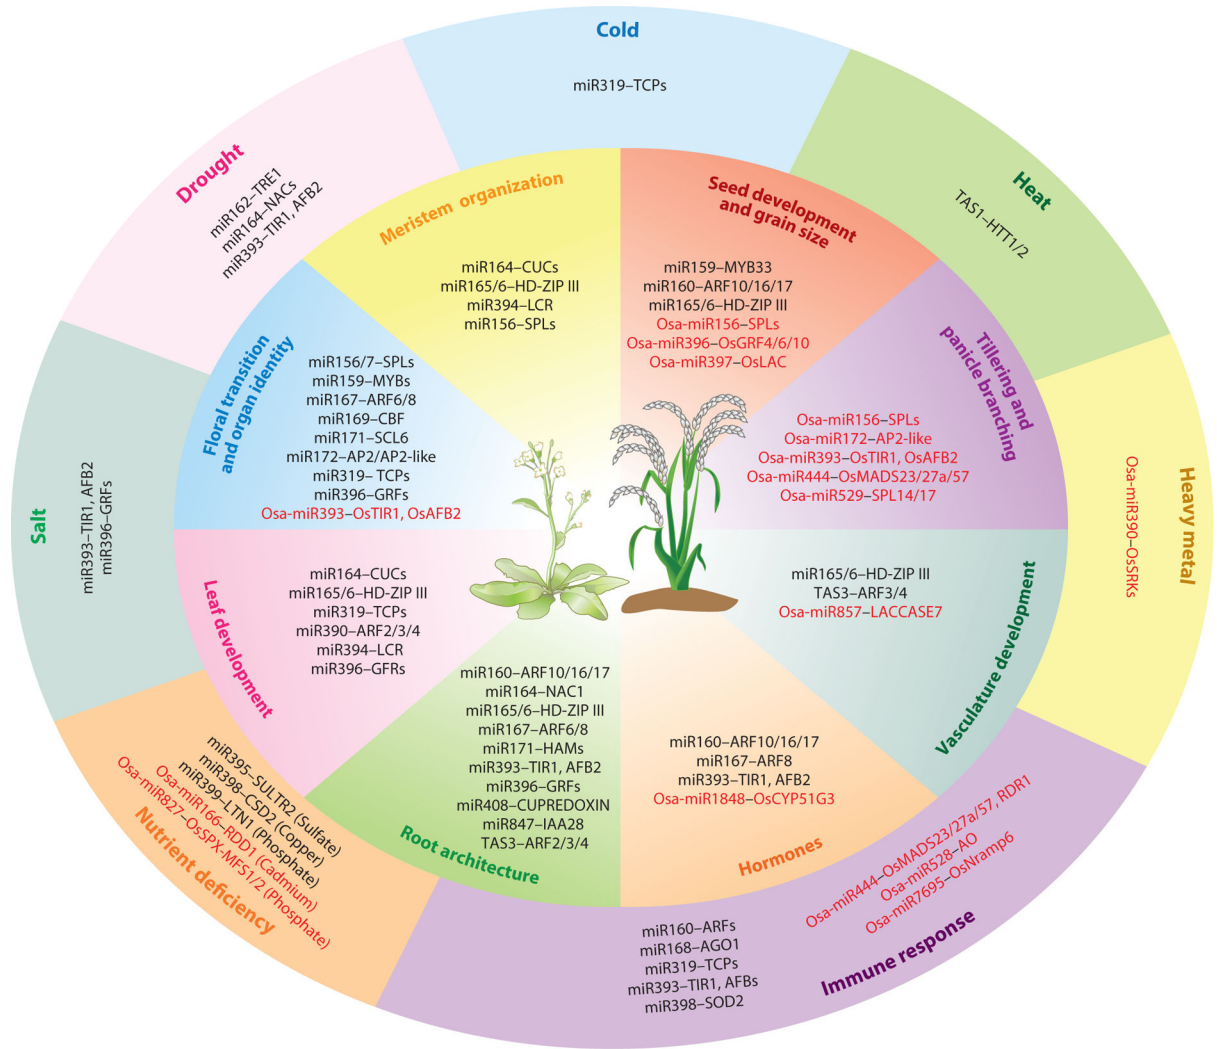 Cold
miR319–TCPs
Heat
TAS1–HTT1/2
Heavy metal
Osa-miR390–OsSRKs
Immune response
Osa-miR444–OsMADS23/27a/57, RDR1
Osa-miR528–AO
Osa-miR7695–OsNramp6
miR160–ARFs
miR168–AGO1
miR319–TCPs
miR393–TIR1, AFBs
miR398–SOD2
Nutrient deficiency
miR395–SULTR2 (Sulfate)
miR398–CSD2 (Copper)
miR399–LTN1 (Phosphate)
Osa-miR166–RDD1 (Cadmium)
Osa-miR827–OsSPX-MFS1/2 (Phosphate)
Salt
miR393–TIR1, AFB2
miR396–GRFs
Drought
miR162–TRE1
miR164–NACs
miR393–TIR1, AFB2
Meristem organization
miR164–CUCs
miR165/6–HD-ZIP III
miR394–LCR
miR156–SPLs
Seed development
and grain size
miR159–MYB33
miR160–ARF10/16/17
miR165/6–HD-ZIP III
Osa-miR156–SPLs
Osa-miR396–OsGRF4/6/10
Osa-miR397–OsLAC
Tillering and
panicle branching
Osa-miR156–SPLs
Osa-miR172–AP2-like
Osa-miR393–OsTIR1, OsAFB2
Osa-miR444–OsMADS23/27a/57
Osa-miR529–SPL14/17
Vasculature development
miR165/6–HD-ZIP III
TAS3–ARF3/4
Osa-miR857–LACCASE7
Hormones
miR160–ARF10/16/17
miR167–ARF8
miR393–TIR1, AFB2
Osa-miR1848–OsCYP51G3
Root architecture
miR160–ARF10/16/17
miR164–NAC1
miR165/6–HD-ZIP III
miR167–ARF6/8
miR171–HAMs
miR393–TIR1, AFB2
miR396–GRFs
miR408–CUPREDOXIN
miR847–IAA28
TAS3–ARF2/3/4
Leaf development
miR164–CUCs
miR165/6–HD-ZIP III
miR319–TCPs
miR390–ARF2/3/4
miR394–LCR
miR396–GFRs
Floral transition
and organ identity
miR156/7–SPLs
miR159–MYBs
miR167–ARF6/8
miR169–CBF
miR171–SCL6
miR172–AP2/AP2-like
miR319– TCPs
miR396–GRFs
Osa-miR393–OsTIR1, OsAFB2